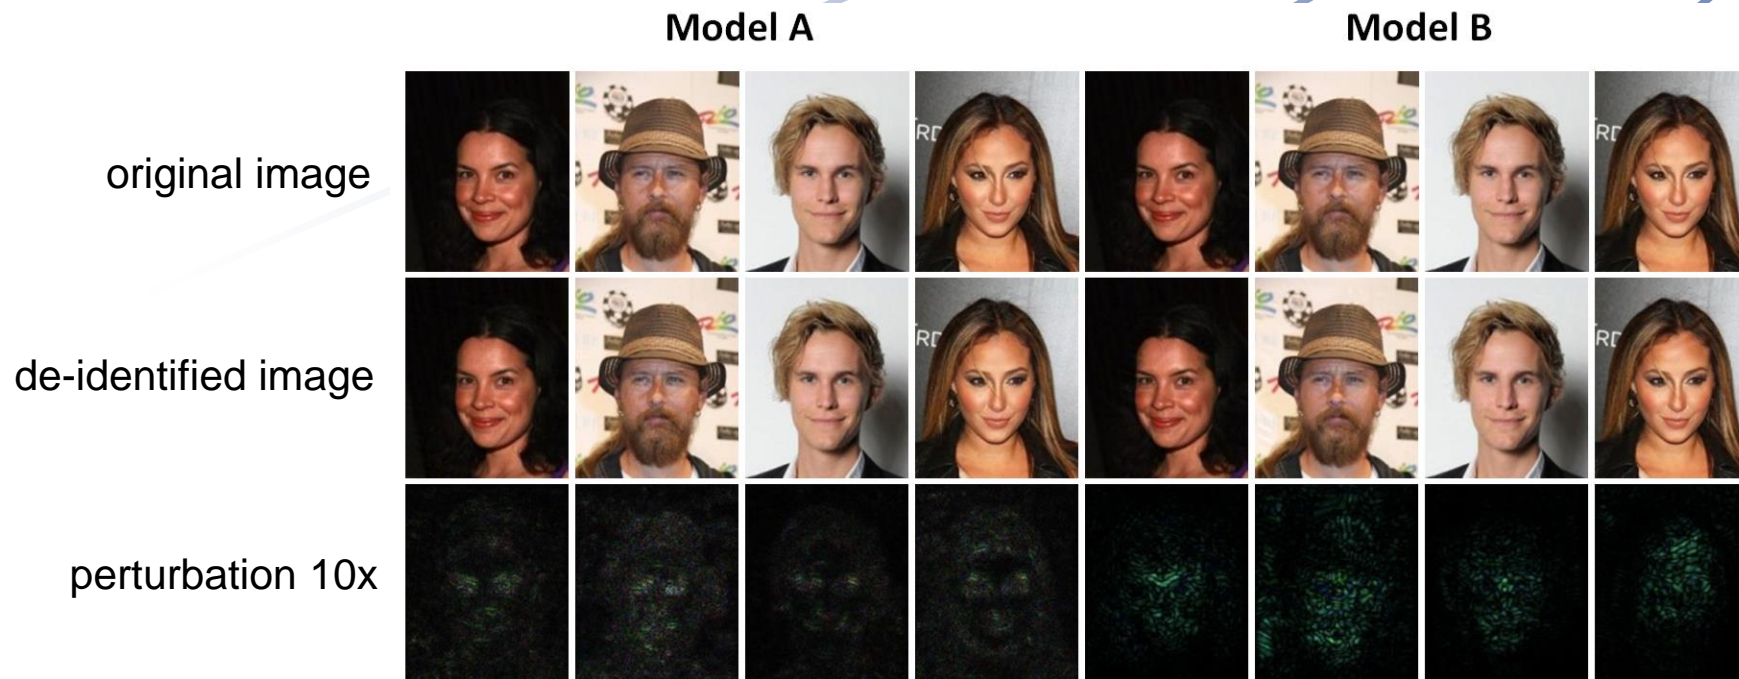 Model A
Model B
original image
de-identified image
perturbation 10x